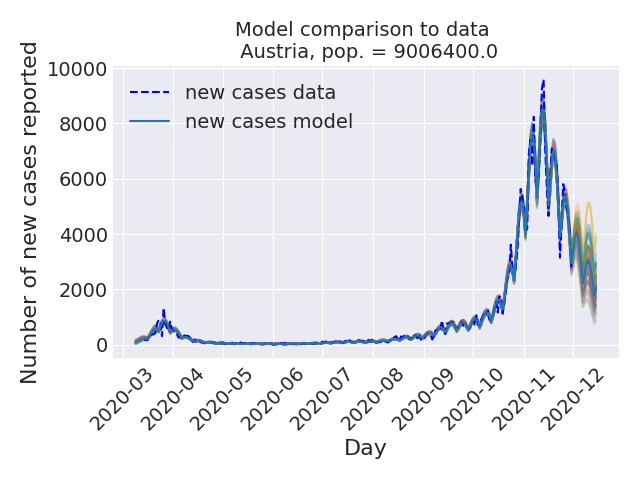 Model comparison to data
Austria, pop. = 9006400.0
Number of new cases reported
10000
8000
6000
4000
2000
0
new cases data
new cases model
2020-03
2020-04
2020-05
2020-06
2020-07
2020-08
2020-09
2020-10
2020-11
2020-12
Day